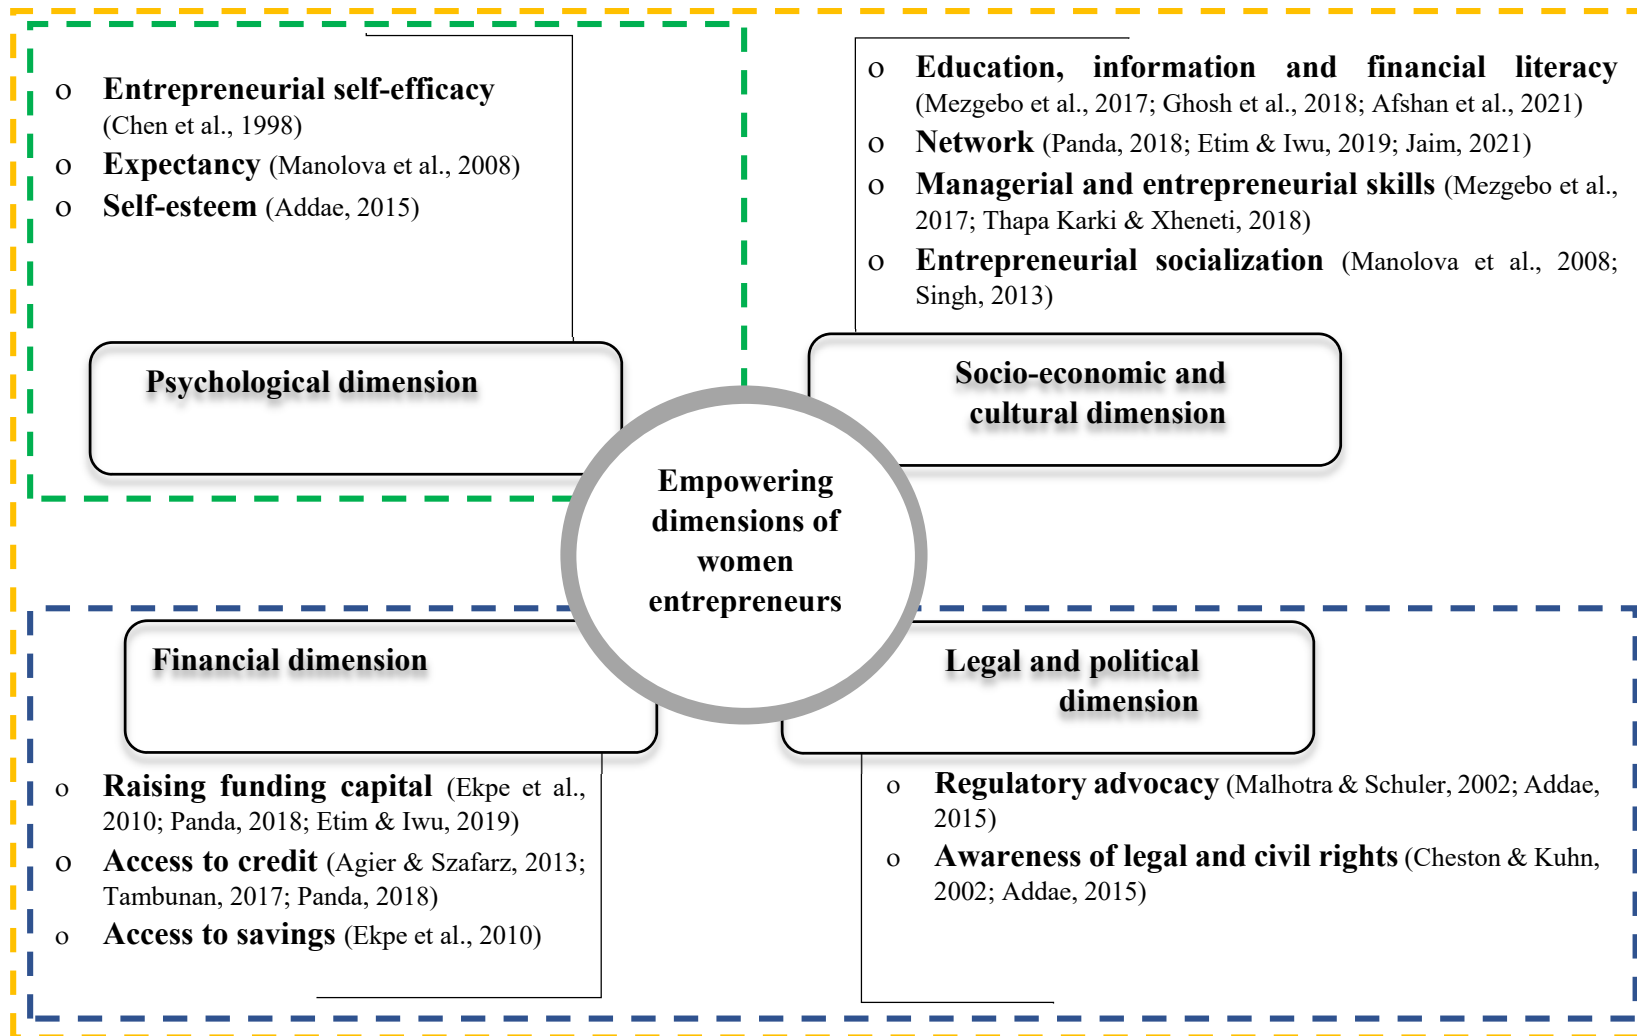 o Entrepreneurial self-efficacy
(Chen et al., 1998)
o Expectancy (Manolova et al., 2008)
o Self-esteem (Addae, 2015)
Psychological dimension
o Education, information and financial literacy
(Mezgebo et al., 2017; Ghosh et al., 2018; Afshan et al., 2021)
o Network (Panda, 2018; Etim & Iwu, 2019; Jaim, 2021)
o Managerial and entrepreneurial skills (Mezgebo et al.,
2017; Thapa Karki & Xheneti, 2018)
o Entrepreneurial socialization (Manolova et al., 2008;
Singh, 2013)
Socio-economic and
cultural dimension
Empowering
dimensions of
women
entrepreneurs
Financial dimension
o Raising funding capital (Ekpe et al.,
2010; Panda, 2018; Etim & Iwu, 2019)
o Access to credit (Agier & Szafarz, 2013;
Tambunan, 2017; Panda, 2018)
o Access to savings (Ekpe et al., 2010)
Legal and political
dimension
o Regulatory advocacy (Malhotra & Schuler, 2002; Addae,
2015)
o Awareness of legal and civil rights (Cheston & Kuhn,
2002; Addae, 2015)